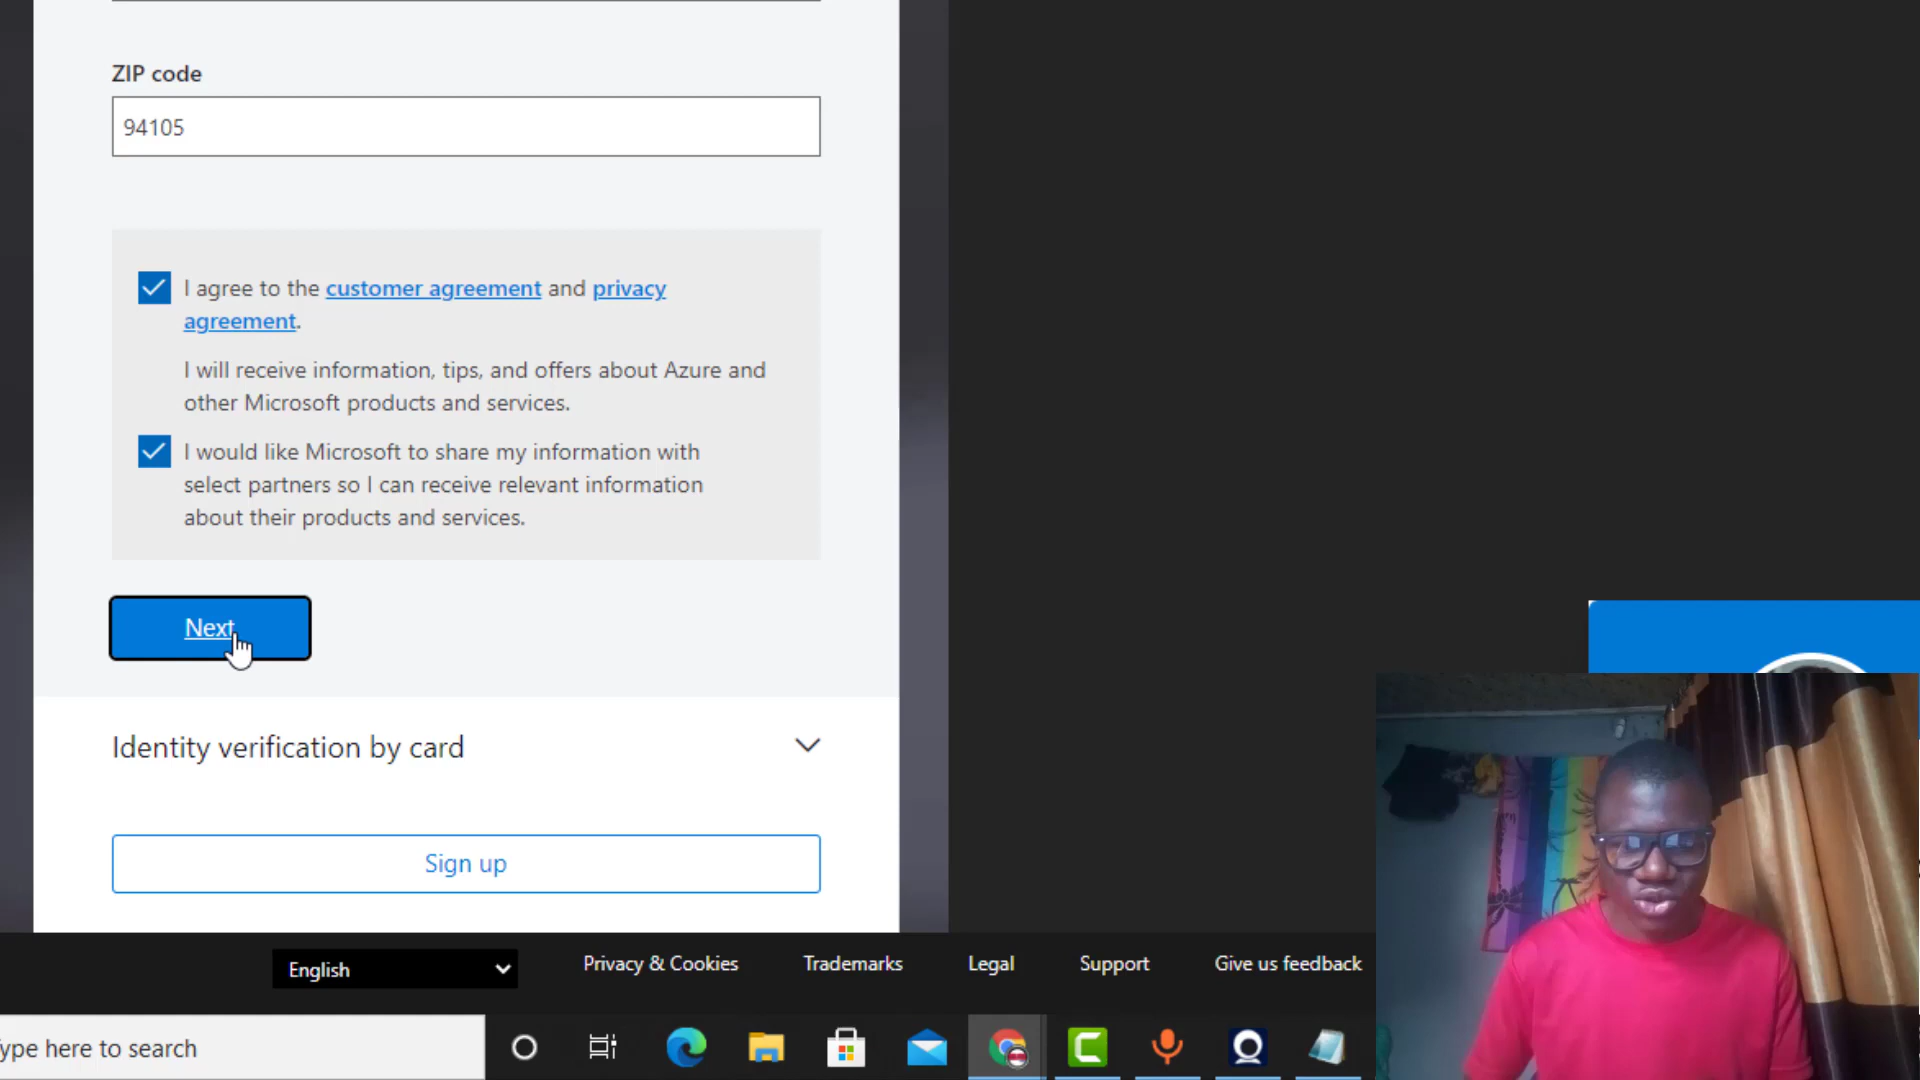 ZIP code
94105
I agree to the customer agreement and privacy
agreement.
I will receive information, tips, and offers about Azure and
other Microsoft products and services.
I would like Microsoft to share my information with
select partners so I can receive relevant information
about their products and services.
Next
Identity verification by card
Sign up
English
Privacy & Cookies
Trademarks
Legal
Support
Give us feedback
ype here to search